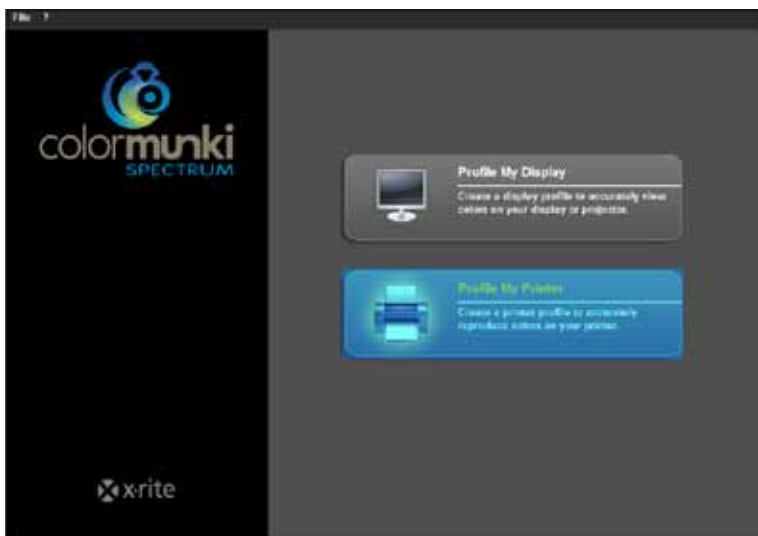 File ?
colormunki
SPECTRUM
Profile My Display
Create a display profile to accurately view
colors on your display or projector.
Profile My Printer
Create a printer profile to accurately
reproduce colors on your printer.
x·rite